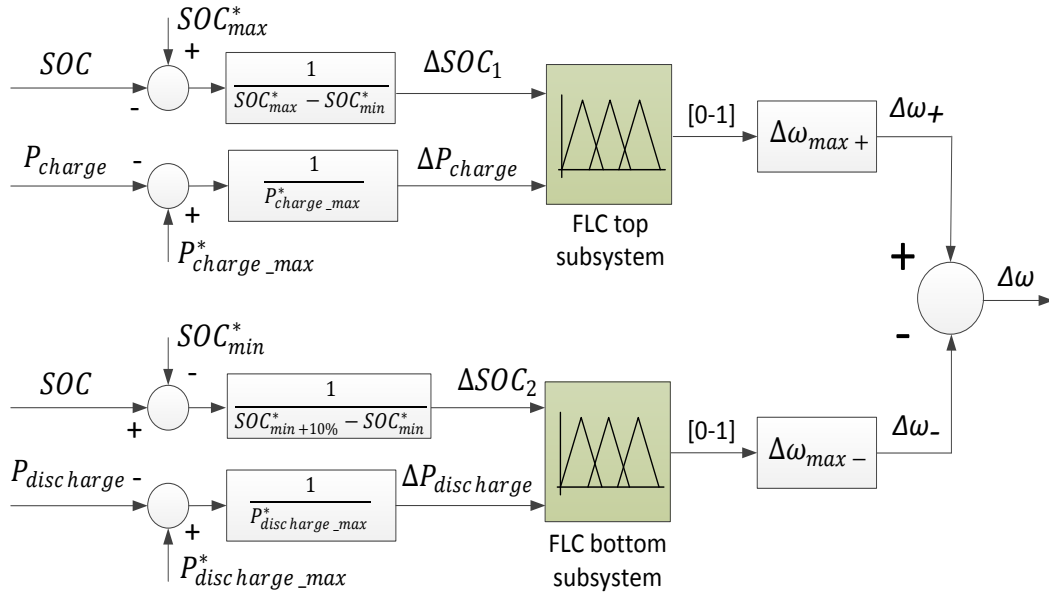 SOC*max
+
SOC
-
1
SOC*max − SOC*min
ΔSOC1
Pcharge
-
+
P*charge_max
1
P*charge_max
ΔPcharge
FLC top
subsystem
[0-1]
Δωmax+
Δω+
+
-
Δω
SOC*min
-
SOC
+
1
SOC*min+10% − SOC*min
ΔSOC2
Pdischarge
-
+
P*discharge_max
1
P*discharge_max
ΔPdischarge
FLC bottom
subsystem
[0-1]
Δωmax−
Δω-